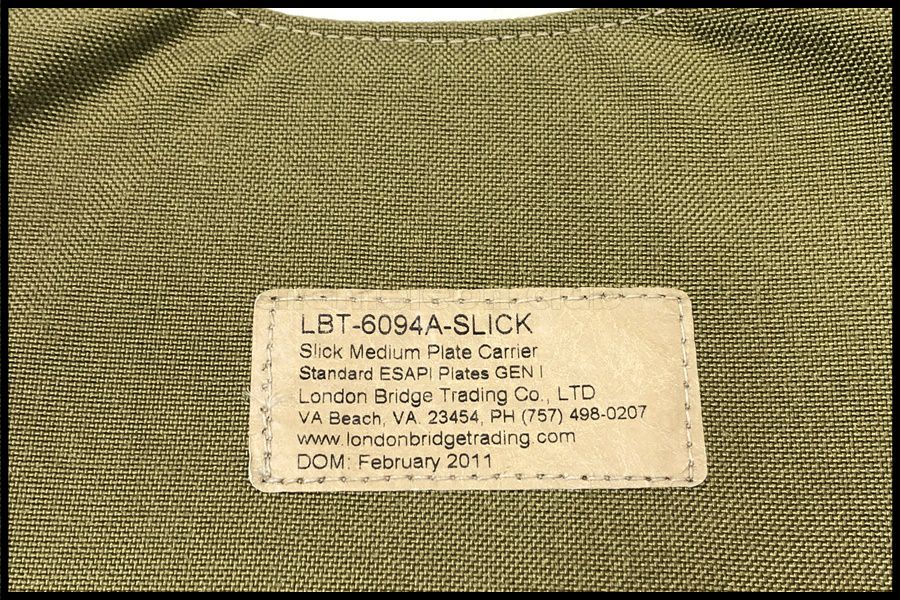 LBT-6094A-SLICK
Slick Medium Plate Carrier
Standard ESAPI Plates GEN I
London Bridge Trading Co., LTD
VA Beach, VA. 23454, PH (757) 498-0207
www.londonbridgetrading.com
DOM: February 2011